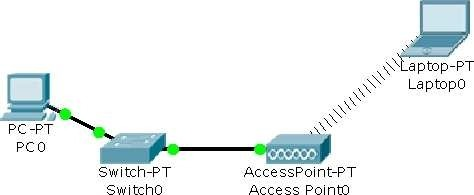 Laptop-PT
Laptop0
PC-PT
PC0
Switch-PT
Switch0
AccessPoint-PT
Access Point0